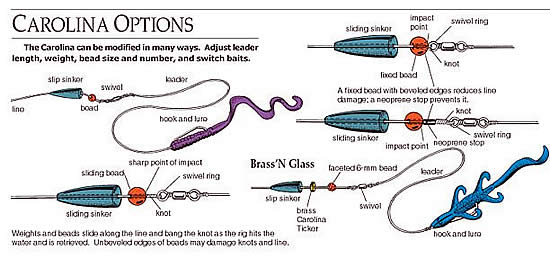 CAROLINA OPTIONS
The Carolina can be modified in many ways. Adjust leader
length, weight, bead size and number, and switch baits.
slip sinker
leader
swivel
line
bead
hook and lure
sliding sinker
impact
point
swivel ring
fixed bead
knot
A fixed bead with beveled edges reduces line
damage; a neoprene stop prevents it.
knot
swivel ring
sliding sinker
impact point
neoprene stop
sharp point of impact
sliding bead
swivel ring
sliding sinker
knot
Brass'N Glass
faceted 6-mm bead
leader
slip sinker
brass
Carolina
Ticker
swivel
hook and lure
Weights and beads slide along the line and bang the knot as the rig hits the
water and is retrieved. Unbeveled edges of beads may damage knots and line.